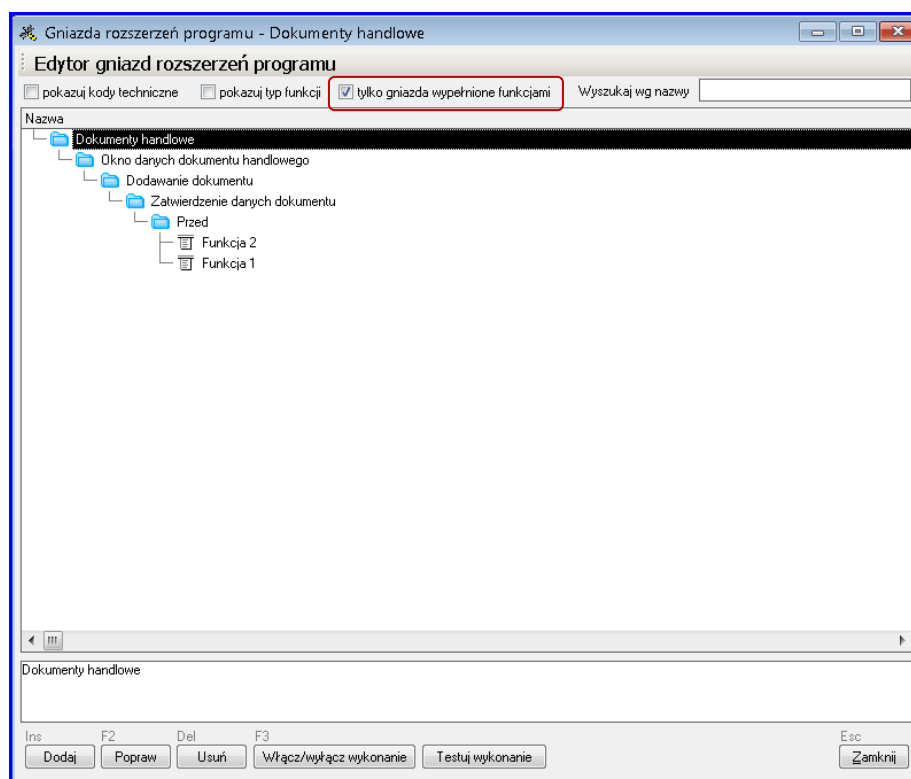 Gniazda rozszerzeń programu - Dokumenty handlowe
Edytor gniazd rozszerzeń programu
pokazuj kody techniczne pokazuj typ funkcji tylko gniazda wypełnione funkcjami Wyszukaj wg nazwy
Nazwa
Dokumenty handlowe
Okno danych dokumentu handlowego
Dodawanie dokumentu
Zatwierdzenie danych dokumentu
Przed
Funkcja 2
Funkcja 1
Dokumenty handlowe
Ins F2 Del F3 Esc
Dodaj Popraw Usuń Włącz/wyłącz wykonanie Testuj wykonanie Zamknij